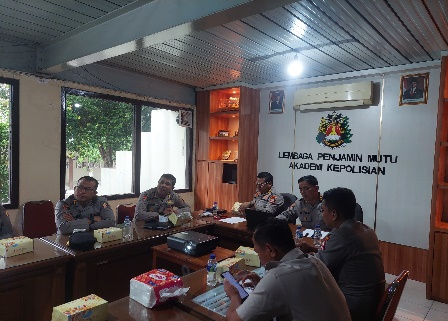 LEMBAGA PENJAMIN MUTU
AKADEMI KEPOLISIAN